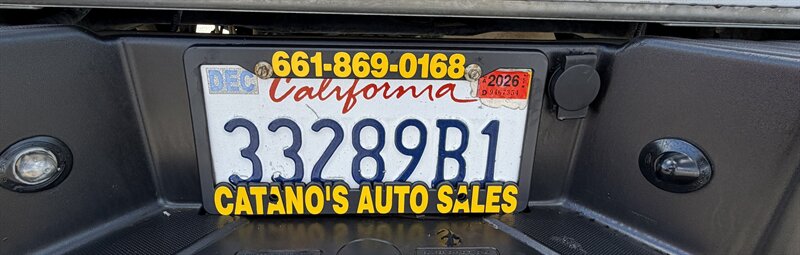 661-869-0168
DEC
California
2026
33289B1
CATANO'S AUTO SALES